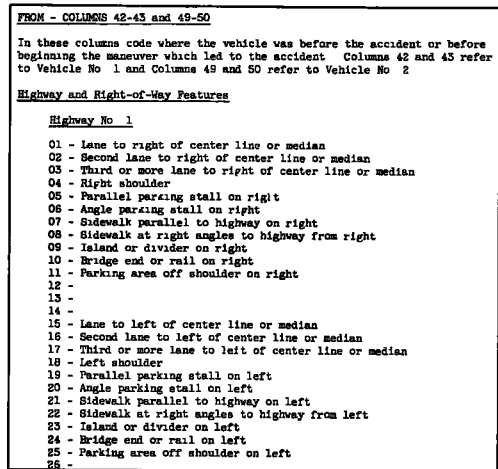 FROM - COLUMNS 42-43 and 49-50
In these columns code where the vehicle was before the accident or before
beginning the maneuver which led to the accident Columns 42 and 43 refer
to Vehicle No 1 and Columns 49 and 50 refer to Vehicle No 2
Highway and Right-of-Way Features
Highway No 1
01 - Lane to right of center line or median
02 - Second lane to right of center line or median
03 - Third or more lane to right of center line or median
04 - Right shoulder
05 - Parallel parking stall on right
06 - Angle parking stall on right
07 - Sidewalk parallel to highway on right
08 - Sidewalk at right angles to highway from right
09 - Island or divider on right
10 - Bridge end or rail on right
11 - Parking area off shoulder on right
12 -
13 -
14 -
15 - Lane to left of center line or median
16 - Second lane to left of center line or median
17 - Third or more lane to left of center line or median
18 - Left shoulder
19 - Parallel parking stall on left
20 - Angle parking stall on left
21 - Sidewalk parallel to highway on left
22 - Sidewalk at right angles to highway from left
23 - Island or divider on left
24 - Bridge end or rail on left
25 - Parking area off shoulder on left
26 -